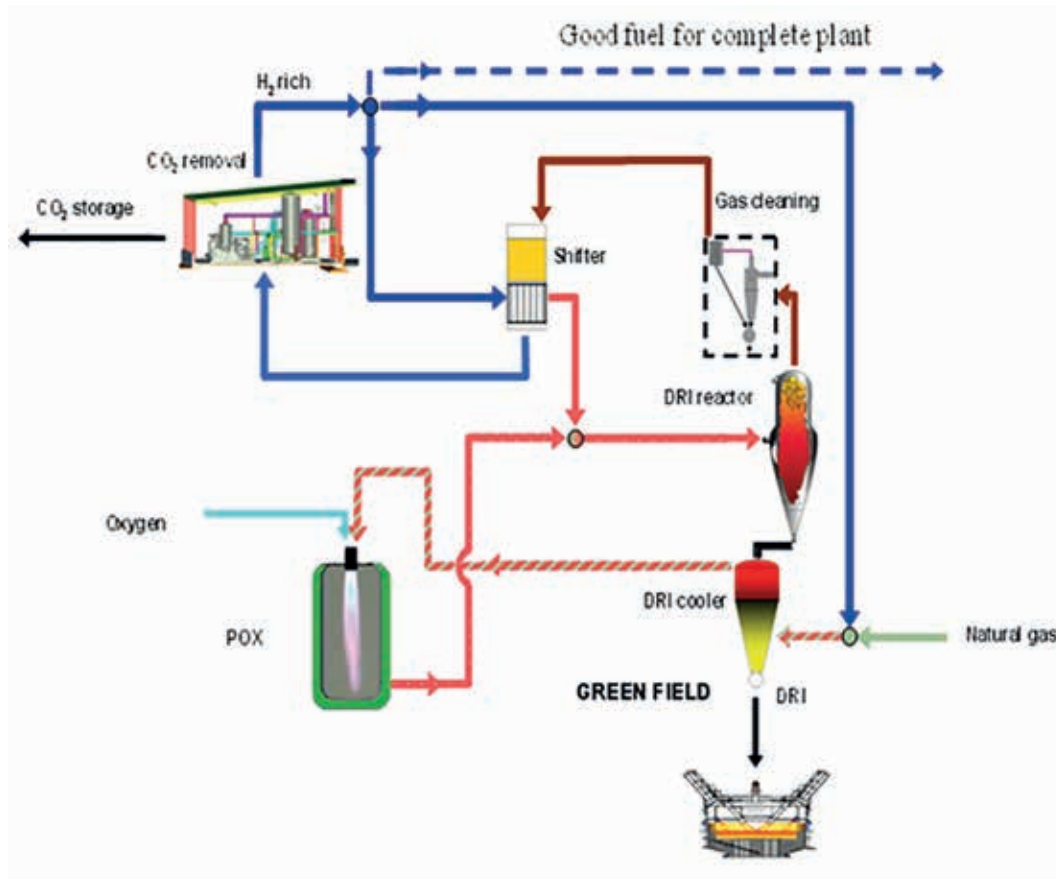 Good fuel for complete plant
H₂ rich
CO₂ removal
CO₂ storage
Gas cleaning
Shifter
DRI reactor
Oxygen
DRI cooler
POX
Natural gas
GREEN FIELD
DRI